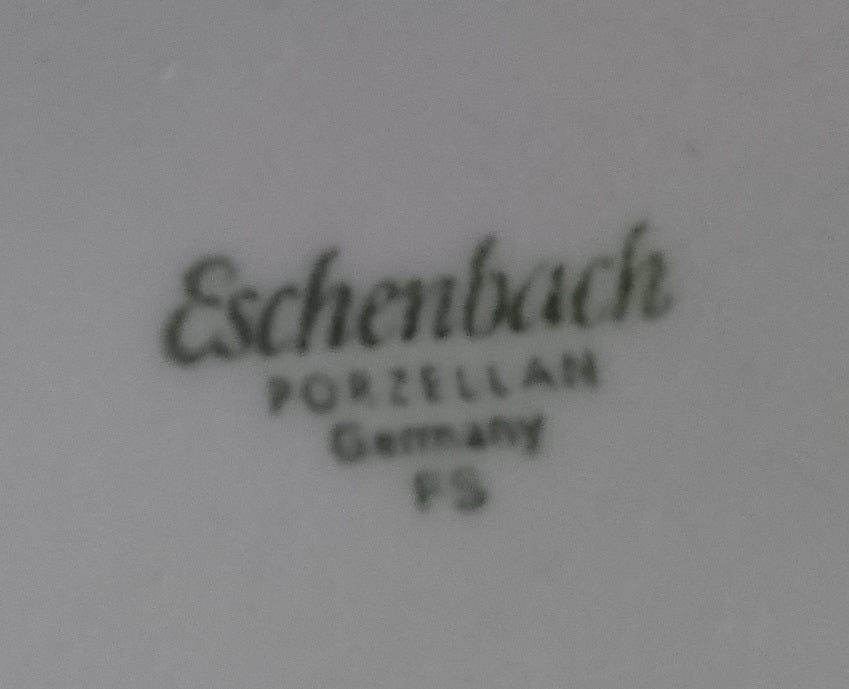 Eschenbach
PORZELLAN
Germany
FS